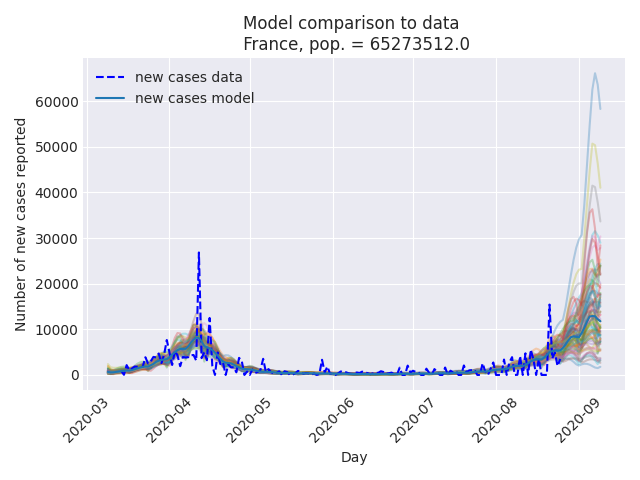 Model comparison to data
France, pop. = 65273512.0
new cases data
new cases model
Number of new cases reported
60000
50000
40000
30000
20000
10000
0
2020-03
2020-04
2020-05
2020-06
2020-07
2020-08
2020-09
Day